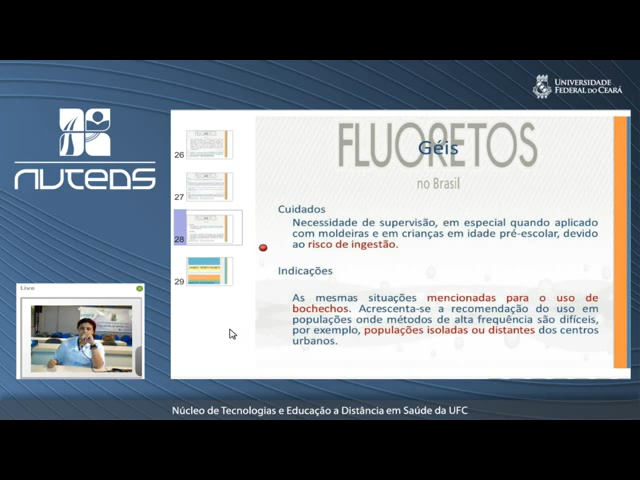 UNIVERSIDADE
FEDERAL DO CEARÁ
NUTEDS
FLUORETOS
Géis
no Brasil
26
27
28
29
Cuidados
Necessidade de supervisão, em especial quando aplicado
com moldeiras e em crianças em idade pré-escolar, devido
ao risco de ingestão.
Indicações
As mesmas situações mencionadas para o uso de
bochechos. Acrescenta-se a recomendação do uso em
populações onde métodos de alta frequência são difíceis,
por exemplo, populações isoladas ou distantes dos centros
urbanos.
Live
Núcleo de Tecnologias e Educação a Distância em Saúde da UFC